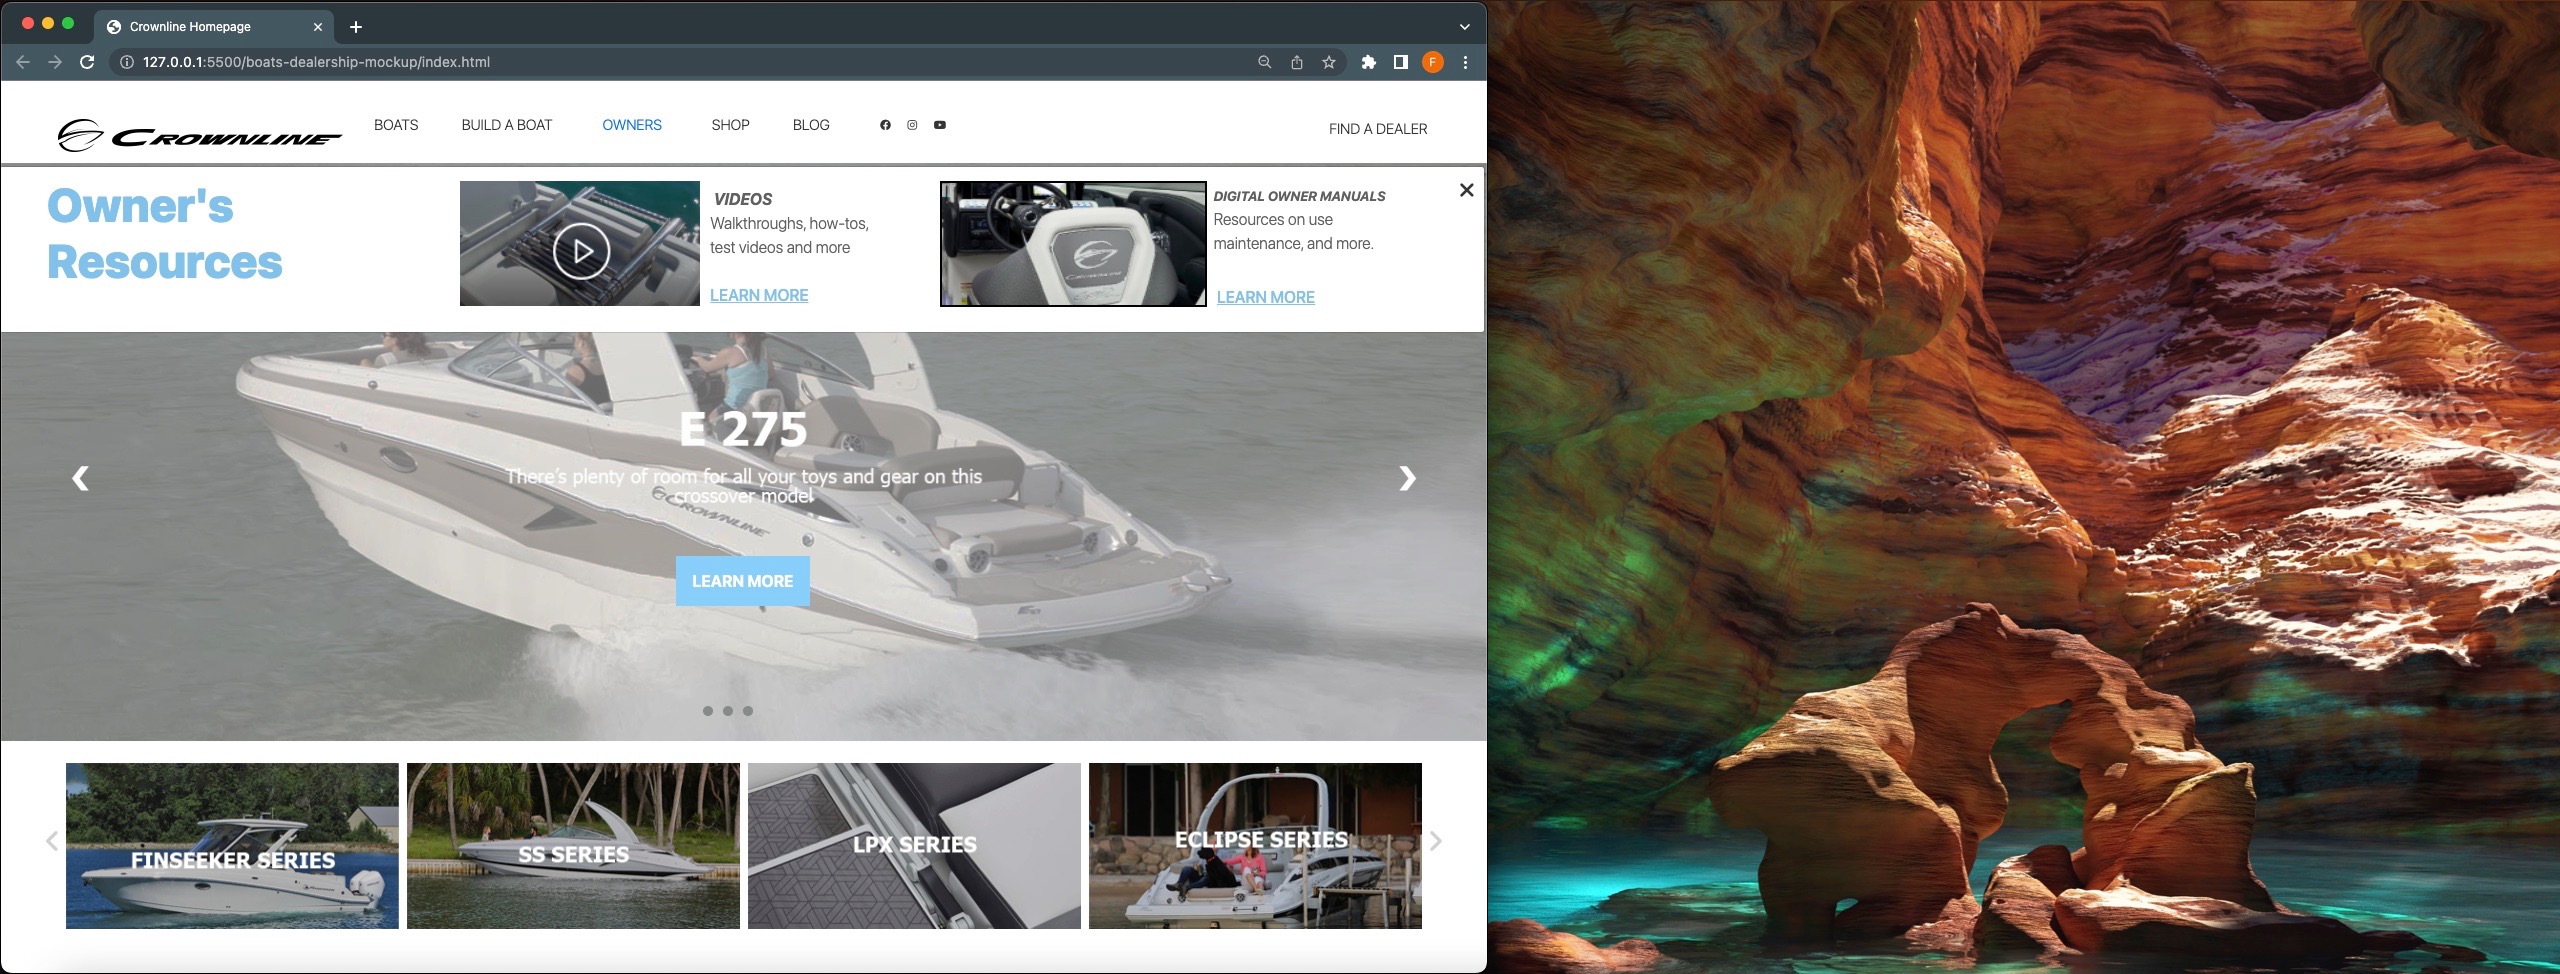 Crownline Homepage
127.0.0.1:5500/boats-dealership-mockup/index.html
F
CROWNLINE
BOATS
BUILD A BOAT
OWNERS
SHOP
BLOG
FIND A DEALER
Owner's
Resources
VIDEOS
Walkthroughs, how-tos,
test videos and more
LEARN MORE
CROWNLINE
DIGITAL OWNER MANUALS
Resources on use
maintenance, and more.
LEARN MORE
E 275
There's plenty of room for all your toys and gear on this
crossover model
CROWNLINE
LEARN MORE
FINSEEKER SERIES
SS SERIES
LPX SERIES
ECLIPSE SERIES